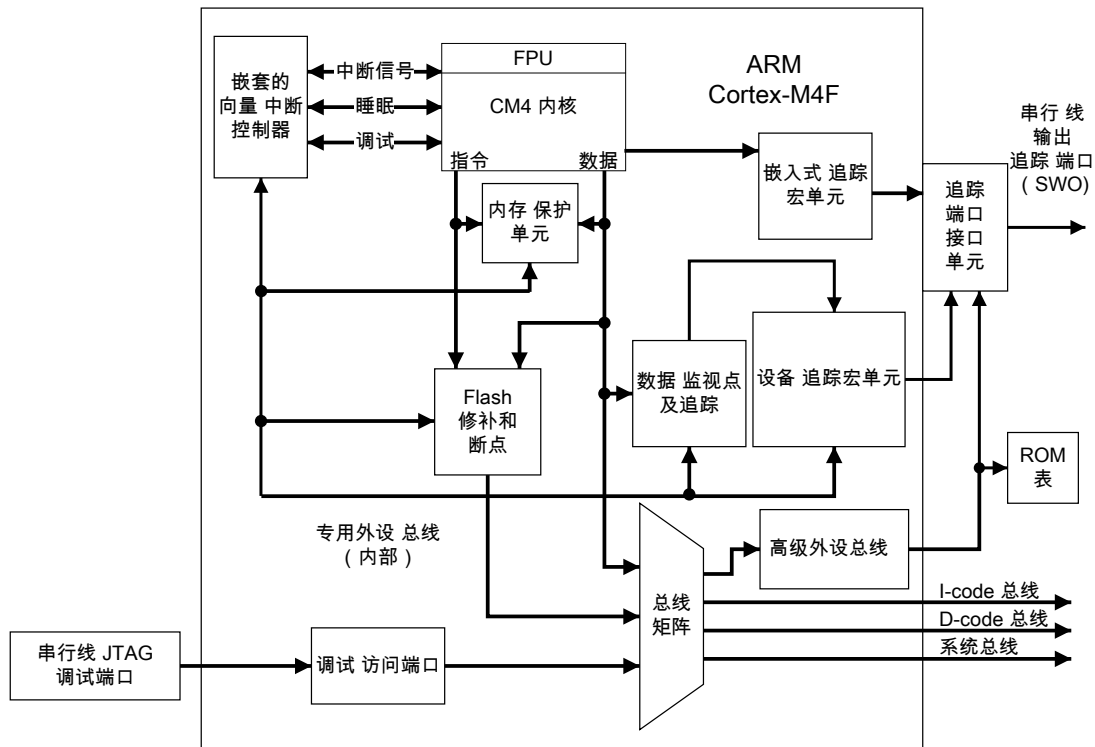 FPU
CM4 内核
指令
数据
ARM
Cortex-M4F
嵌套的
向量 中断
控制器
中断信号
睡眠
调试
串行 线
输出
追踪 端口
( SWO)
嵌入式 追踪
宏单元
追踪
端口
接口
单元
内存 保护
单元
Flash
修补和
断点
数据 监视点
及追踪
设备 追踪宏单元
ROM
表
专用外设 总线
( 内部 )
总线
矩阵
高级外设总线
I-code 总线
D-code 总线
系统总线
串行线 JTAG
调试端口
调试 访问端口